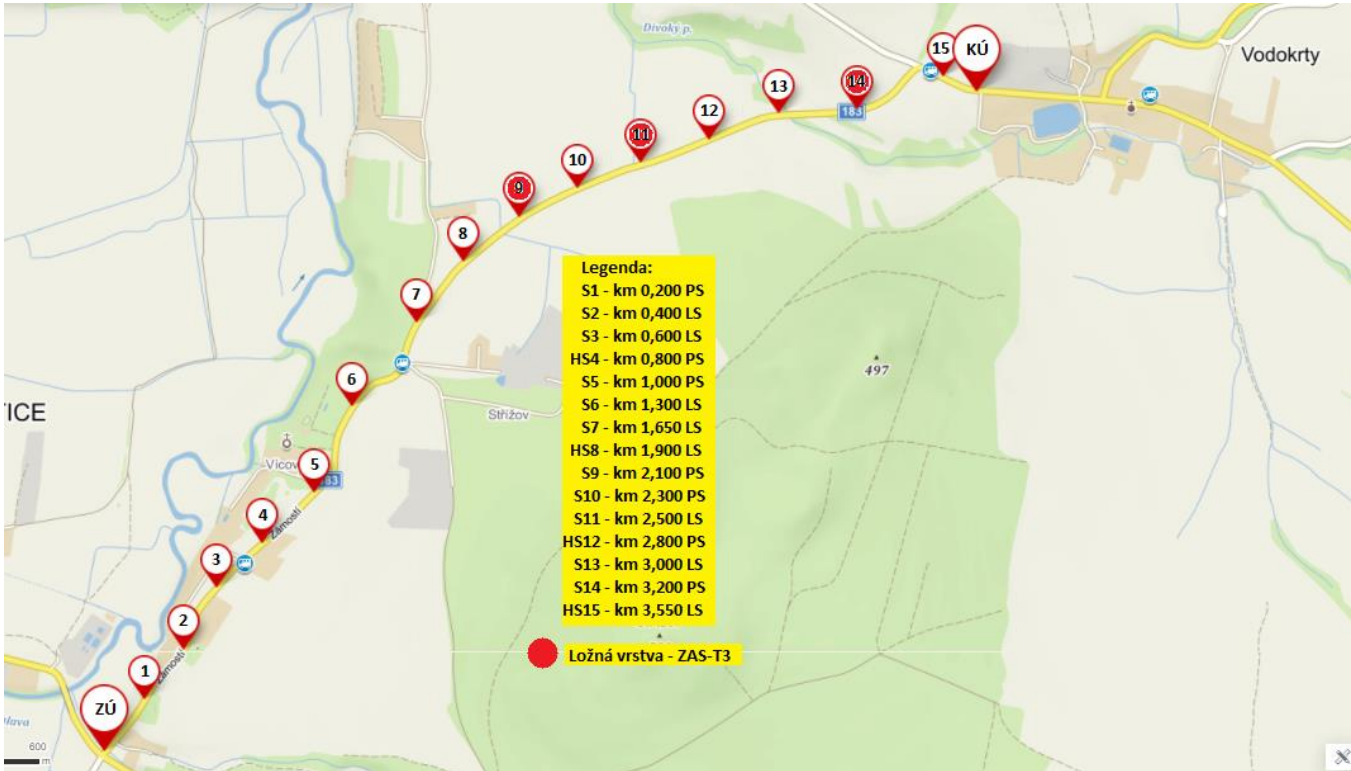 Divoký p.
Vodokrty
15
KÚ
13
14
183
12
11
10
9
8
7
Legenda:
S1 - km 0,200 PS
S2 - km 0,400 LS
S3 - km 0,600 LS
HS4 - km 0,800 PS
S5 - km 1,000 PS
S6 - km 1,300 LS
S7 - km 1,650 LS
HS8 - km 1,900 LS
S9 - km 2,100 PS
S10 - km 2,300 PS
S11 - km 2,500 LS
HS12 - km 2,800 PS
S13 - km 3,000 LS
S14 - km 3,200 PS
HS15 - km 3,550 LS
497
6
TICE
Střížov
Vicov
5
183
4
Zámostí
3
2
Ložná vrstva - ZAS-T3
1
Zámostí
ZÚ
lava
600
m